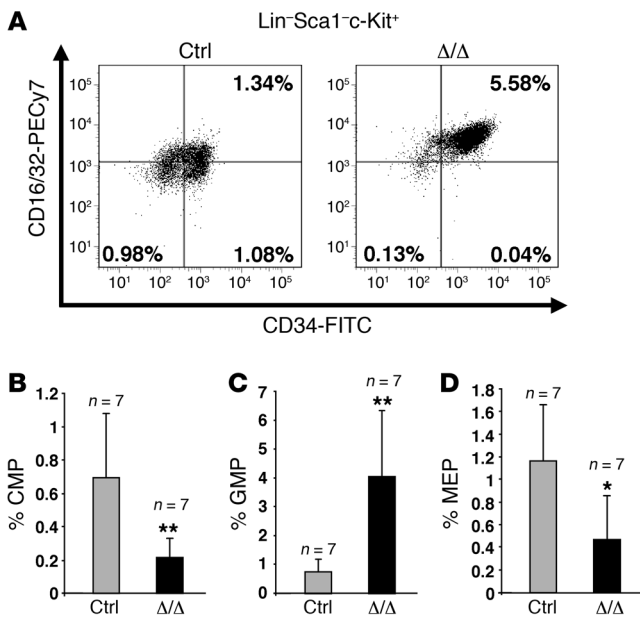 A
Lin⁻Sca1⁻c-Kit⁺
Ctrl Δ/Δ
CD16/32-PECy7
10⁵ 1.34% 10⁵ 5.58%
10⁴ 10⁴
10³ 10³
10² 10²
10¹ 0.98% 1.08% 10¹ 0.13% 0.04%
10¹ 10² 10³ 10⁴ 10⁵ 10¹ 10² 10³ 10⁴ 10⁵
CD34-FITC
B
% CMP
1.2
1
0.8
0.6
0.4
0.2
0
n = 7
n = 7
**
Ctrl Δ/Δ
C
% GMP
7
6
5
4
3
2
1
0
n = 7
n = 7
**
Ctrl Δ/Δ
D
% MEP
1.8
1.6
1.4
1.2
1
0.8
0.6
0.4
0.2
0
n = 7
n = 7
*
Ctrl Δ/Δ